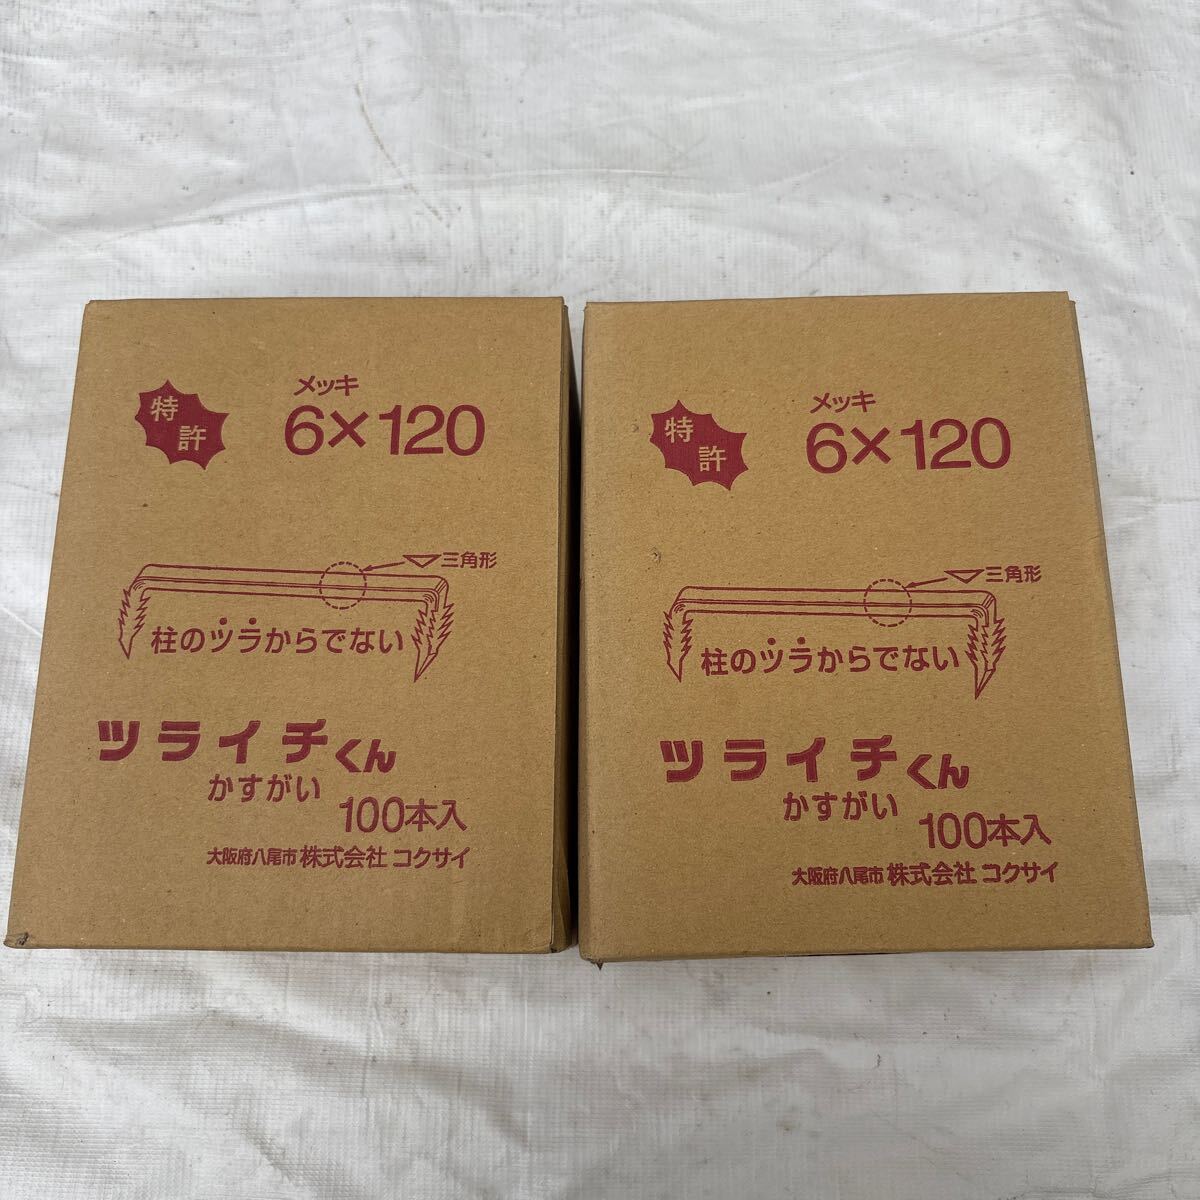 特許
メッキ
6×120
三角形
柱のツラからでない
ツライチくん
かすがい
100本入
大阪府八尾市 株式会社 コクサイ
特許
メッキ
6×120
三角形
柱のツラからでない
ツライチくん
かすがい
100本入
大阪府八尾市 株式会社 コクサイ